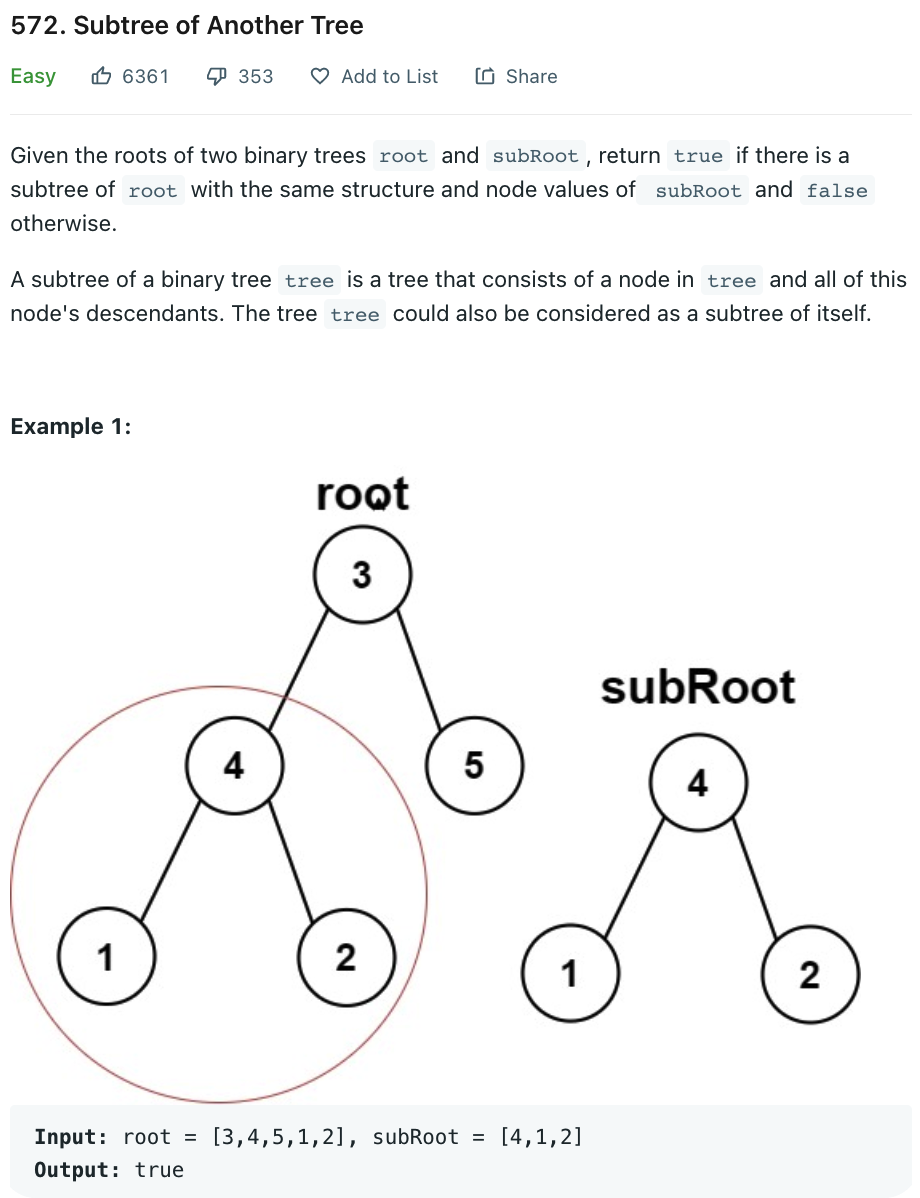 572. Subtree of Another Tree
Easy 6361 353 Add to List Share
Given the roots of two binary trees root and subRoot, return true if there is a
subtree of root with the same structure and node values of subRoot and false
otherwise.
A subtree of a binary tree tree is a tree that consists of a node in tree and all of this
node's descendants. The tree tree could also be considered as a subtree of itself.
Example 1:
root
3
subRoot
4 5
4
1 2
1 2
Input: root = [3,4,5,1,2], subRoot = [4,1,2]
Output: true